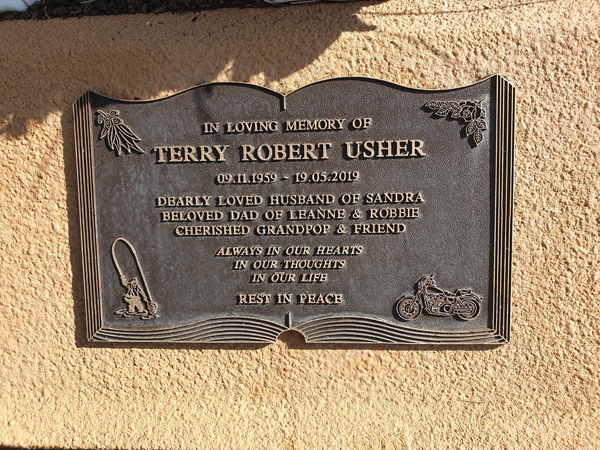 IN LOVING MEMORY OF
TERRY ROBERT USHER
09.11.1959 ~ 19.05.2019
DEARLY LOVED HUSBAND OF SANDRA
BELOVED DAD OF LEANNE & ROBBIE
CHERISHED GRANDPOP & FRIEND
ALWAYS IN OUR HEARTS
IN OUR THOUGHTS
IN OUR LIFE
REST IN PEACE